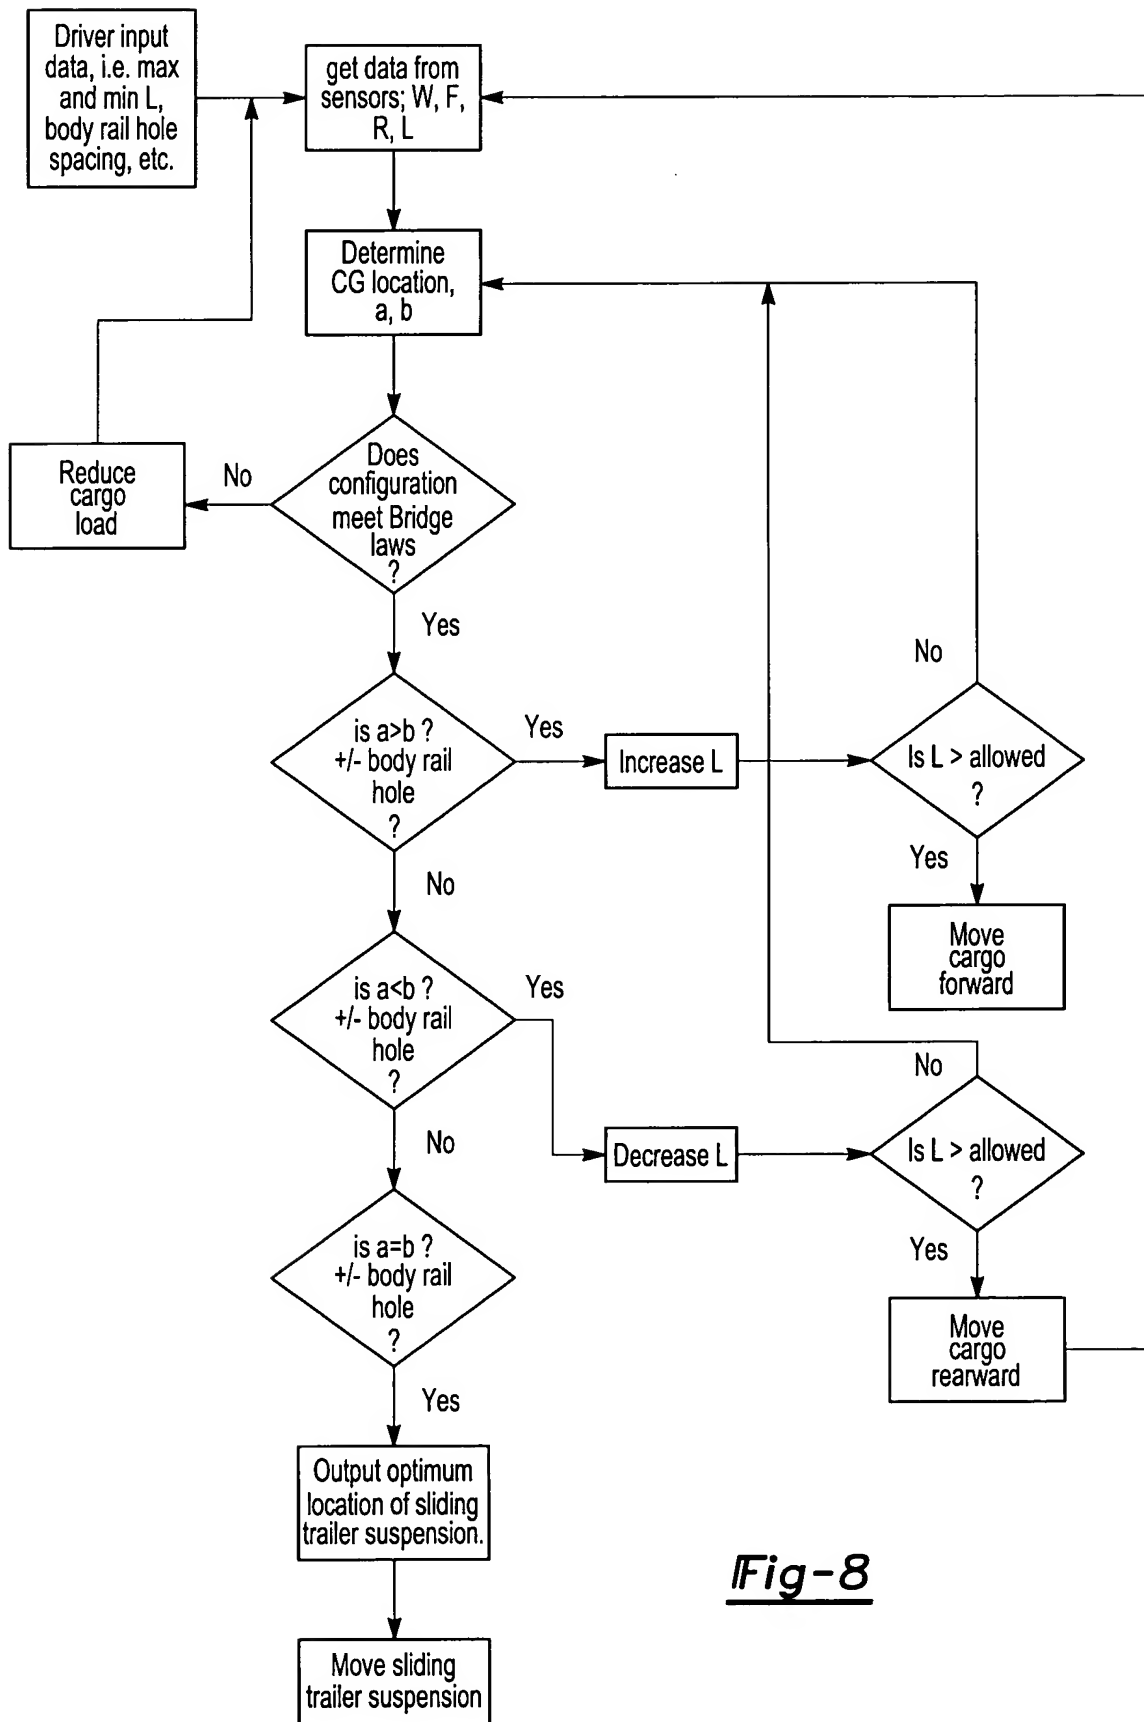 Driver input
data, i.e. max
and min L,
body rail hole
spacing, etc.
get data from
sensors; W, F,
R, L
Determine
CG location,
a, b
Does
configuration
meet Bridge
laws
?
No
Reduce
cargo
load
Yes
is a>b ?
+/- body rail
hole
?
Yes
Increase L
No
Is L > allowed
?
Yes
Move
cargo
forward
No
is a<b ?
+/- body rail
hole
?
Yes
Decrease L
No
Is L > allowed
?
Yes
Move
cargo
rearward
No
is a=b ?
+/- body rail
hole
?
Yes
Output optimum
location of sliding
trailer suspension.
Move sliding
trailer suspension
Fig-8